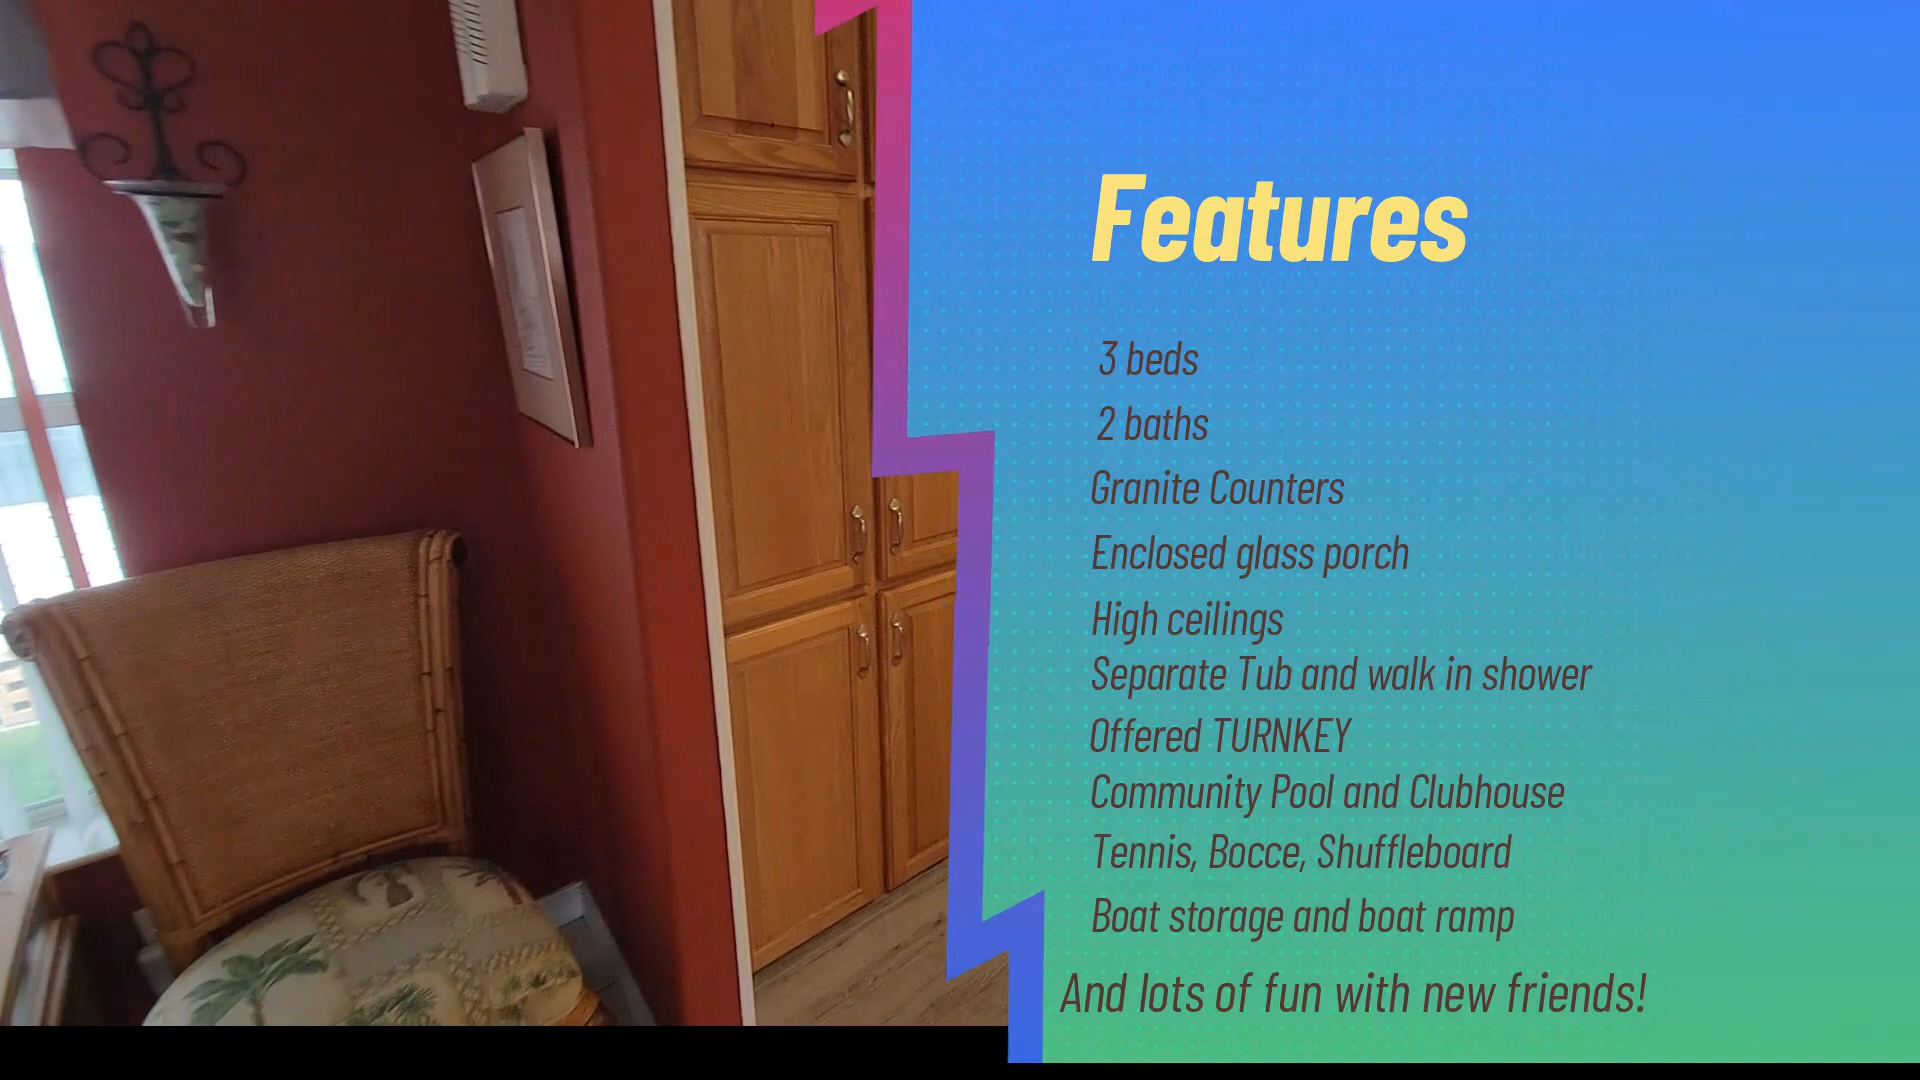 Features
3 beds
2 baths
Granite Counters
Enclosed glass porch
High ceilings
Separate Tub and walk in shower
Offered TURNKEY
Community Pool and Clubhouse
Tennis, Bocce, Shuffleboard
Boat storage and boat ramp
And lots of fun with new friends!